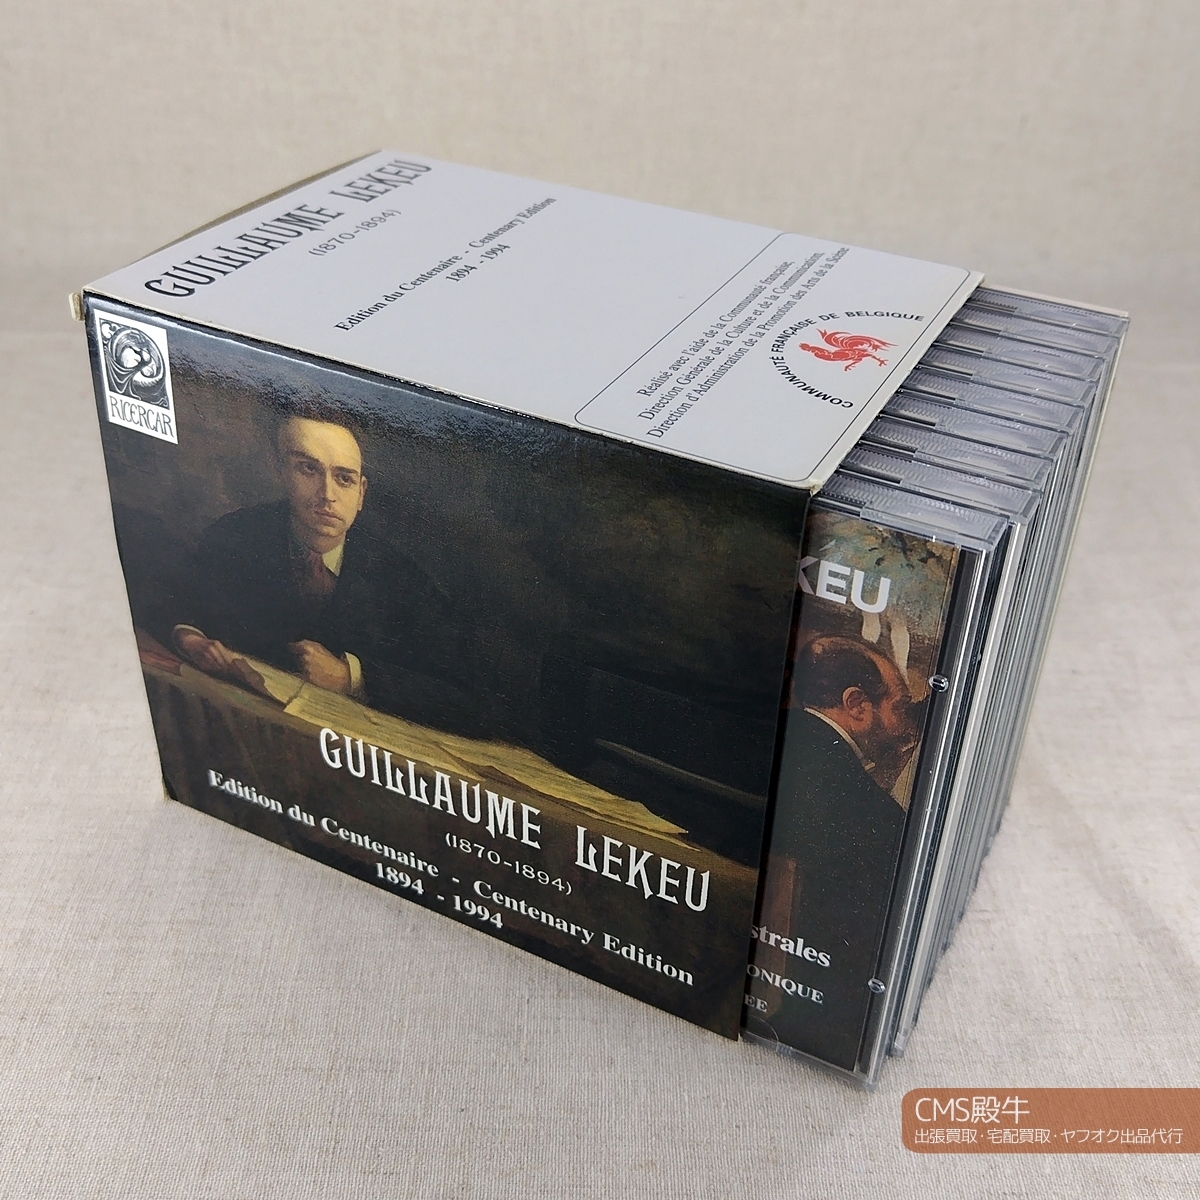 GUILLAUME LEKEU
(1870-1894)
Edition du Centenaire - Centenary Edition
1894 - 1994
Réalisé avec l'aide de la Communauté française,
Direction Générale de la Culture et de la Communication,
Direction d'Administration de la Promotion des Arts de la Scène
COMMUNAUTÉ FRANÇAISE DE BELGIQUE
RICERCAR
GUILLAUME LEKEU
(1870-1894)
Edition du Centenaire - Centenary Edition
1894 - 1994
KEU
strales
ONIQUE
EE
CMS殿牛
出張買取・宅配買取・ヤフオク出品代行